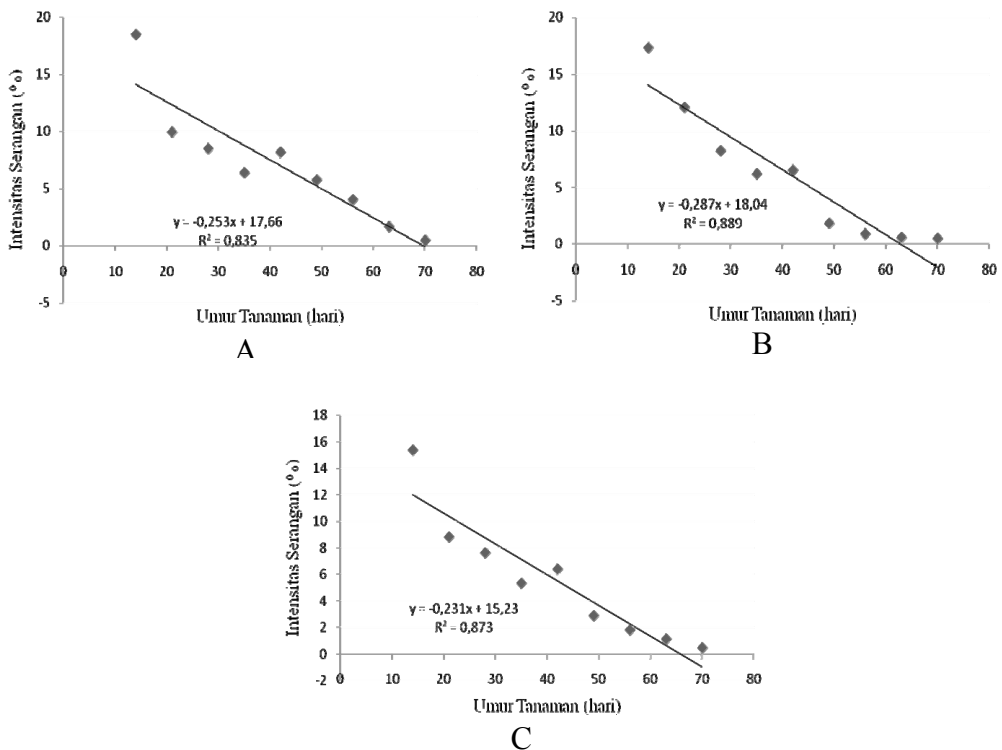 20
15
10
5
0
-5
0 10 20 30 40 50 60 70 80
Intensitas Serangan (%)
y = -0,253x + 17,66
R² = 0,835
Umur Tanaman (hari)
A
20
15
10
5
0
-5
0 10 20 30 40 50 60 70 80
Intensitas Serangan (%)
y = -0,287x + 18,04
R² = 0,889
Umur Tanaman (hari)
B
18
16
14
12
10
8
6
4
2
0
-2
0 10 20 30 40 50 60 70 80
Intensitas Serangan (%)
y = -0,231x + 15,23
R² = 0,873
Umur Tanaman (hari)
C